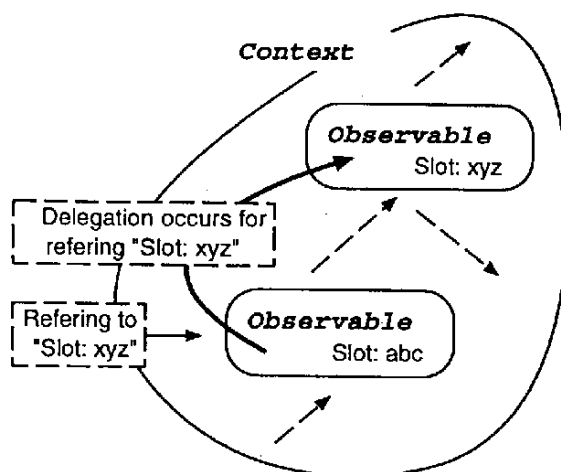 Context
Observable
Slot: xyz
Delegation occurs for
refering "Slot: xyz"
Refering to
"Slot: xyz"
Observable
Slot: abc